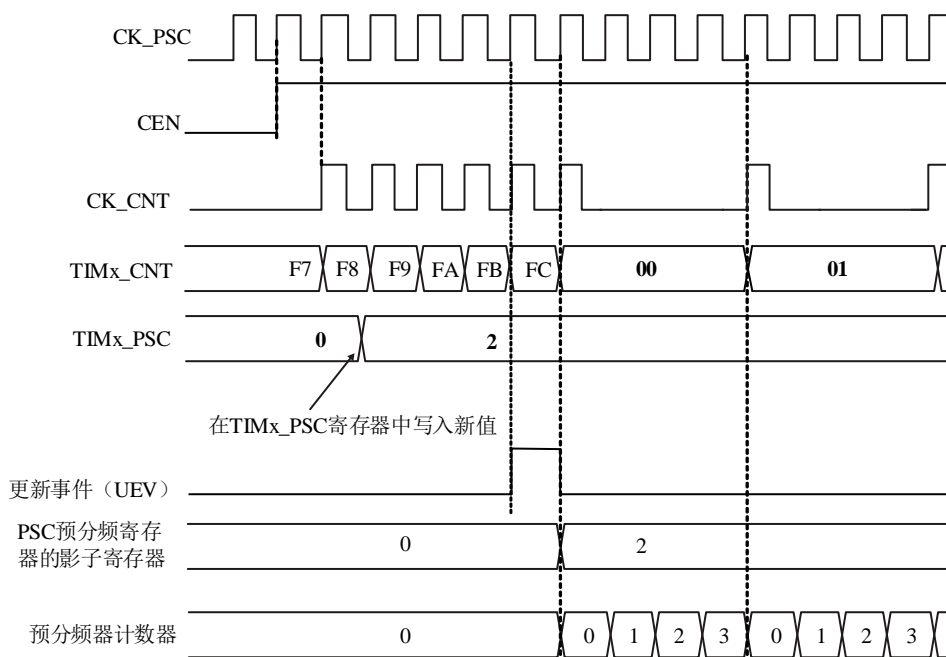 CK_PSC
CEN
CK_CNT
TIMx_CNT F7 F8 F9 FA FB FC 00 01
TIMx_PSC 0 2
在TIMx_PSC寄存器中写入新值
更新事件（UEV）
PSC预分频寄存
器的影子寄存器 0 2
预分频器计数器 0 0 1 2 3 0 1 2 3